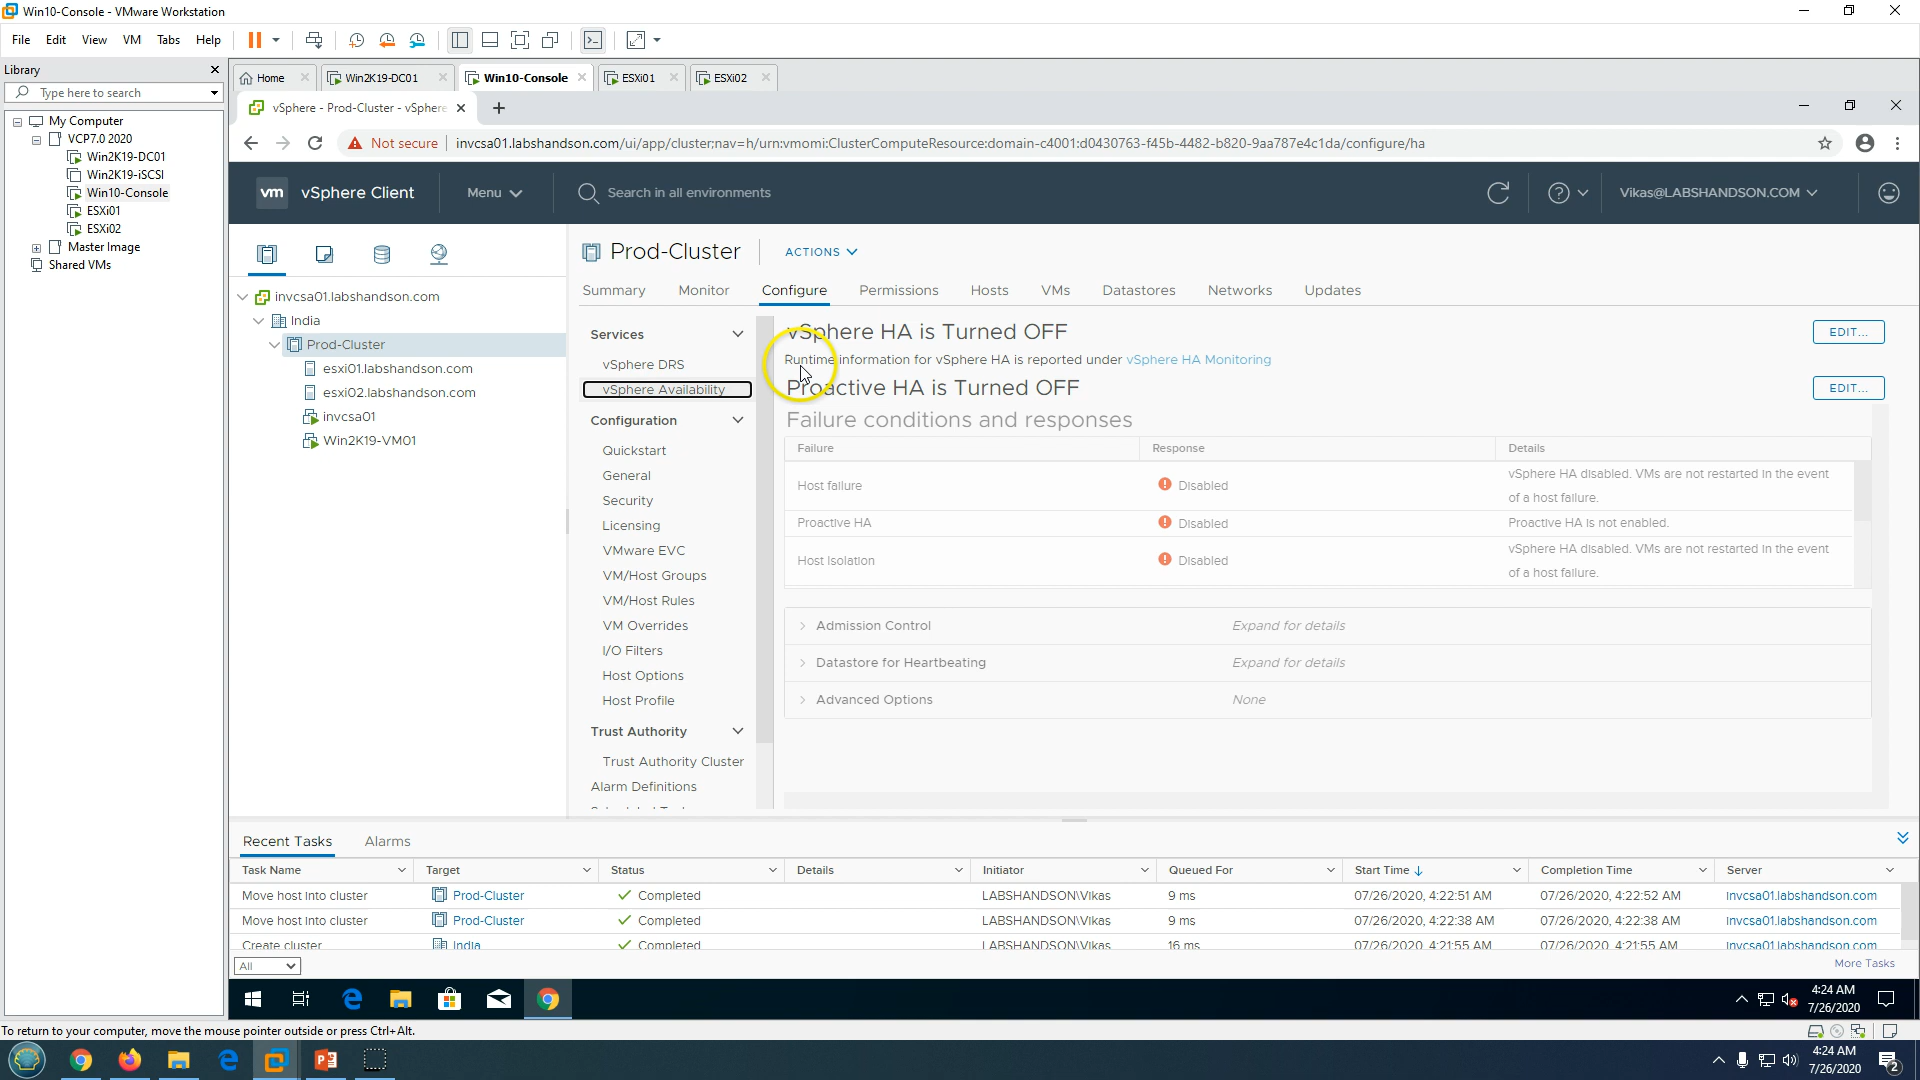 Win10-Console - VMware Workstation
File Edit View VM Tabs Help
Library
Type here to search
My Computer
VCP7.0 2020
Win2K19-DC01
Win2K19-iSCSI
Win10-Console
ESXi01
ESXi02
Master Image
Shared VMs
Home Win2K19-DC01 Win10-Console ESXi01 ESXi02
vSphere - Prod-Cluster - vSphere
Not secure invcsa01.labshandson.com/ui/app/cluster;nav=h/urn:vmomi:ClusterComputeResource:domain-c4001:d0430763-f45b-4482-b820-9aa787e4c1da/configure/ha
vm vSphere Client Menu Search in all environments Vikas@LABSHANDSON.COM
invcsa01.labshandson.com
India
Prod-Cluster
esxi01.labshandson.com
esxi02.labshandson.com
invcsa01
Win2K19-VM01
Prod-Cluster ACTIONS
Summary Monitor Configure Permissions Hosts VMs Datastores Networks Updates
Services
vSphere DRS
vSphere Availability
Configuration
Quickstart
General
Security
Licensing
VMware EVC
VM/Host Groups
VM/Host Rules
VM Overrides
I/O Filters
Host Options
Host Profile
Trust Authority
Trust Authority Cluster
Alarm Definitions
vSphere HA is Turned OFF EDIT...
Runtime information for vSphere HA is reported under vSphere HA Monitoring
Proactive HA is Turned OFF EDIT...
Failure conditions and responses
Failure Response Details
Host failure Disabled vSphere HA disabled. VMs are not restarted in the event
of a host failure.
Proactive HA Disabled Proactive HA is not enabled.
Host Isolation Disabled vSphere HA disabled. VMs are not restarted in the event
of a host failure.
Admission Control Expand for details
Datastore for Heartbeating Expand for details
Advanced Options None
Recent Tasks Alarms
Task Name Target Status Details Initiator Queued For Start Time Completion Time Server
Move host into cluster Prod-Cluster Completed LABSHANDSON\Vikas 9 ms 07/26/2020, 4:22:51 AM 07/26/2020, 4:22:52 AM invcsa01.labshandson.com
Move host into cluster Prod-Cluster Completed LABSHANDSON\Vikas 9 ms 07/26/2020, 4:22:38 AM 07/26/2020, 4:22:38 AM invcsa01.labshandson.com
Create cluster India Completed LABSHANDSON\Vikas 16 ms 07/26/2020, 4:21:55 AM 07/26/2020, 4:21:55 AM invcsa01.labshandson.com
All More Tasks
4:24 AM
7/26/2020
To return to your computer, move the mouse pointer outside or press Ctrl+Alt.
4:24 AM
7/26/2020
2